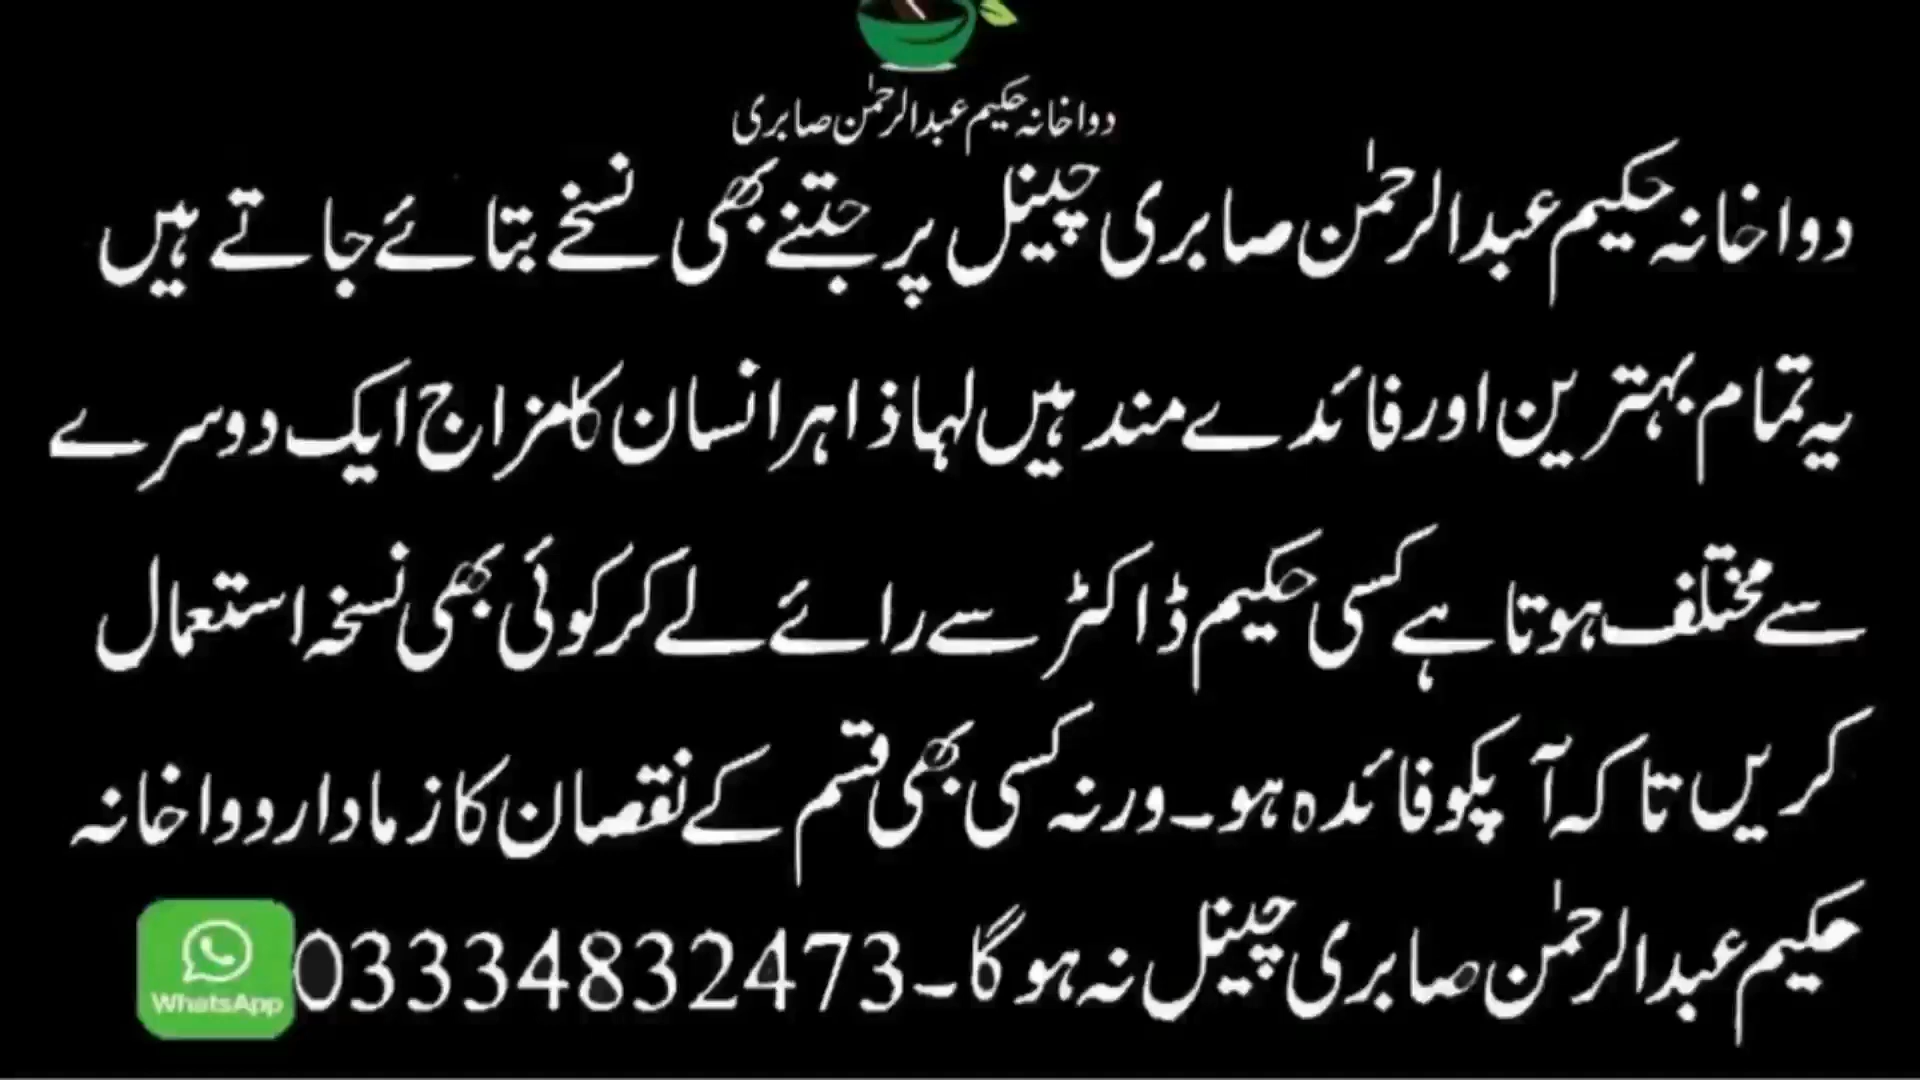 دواخانہ حکیم عبدالرحمٰن صابری
دواخانہ حکیم عبدالرحمٰن صابری چینل پر جتنے بھی نسخے بتائے جاتے ہیں
یہ تمام بہترین اور فائدے مند ہیں لہاذا ہر انسان کا مزاج ایک دوسرے
سے مختلف ہوتا ہے کسی حکیم ڈاکٹر سے رائے لے کر کوئی بھی نسخہ استعمال
کریں تاکہ آپکو فائدہ ہو۔ ورنہ کسی بھی قسم کے نقصان کا زمادار دواخانہ
حکیم عبدالرحمٰن صابری چینل نہ ہوگا۔03334832473
WhatsApp